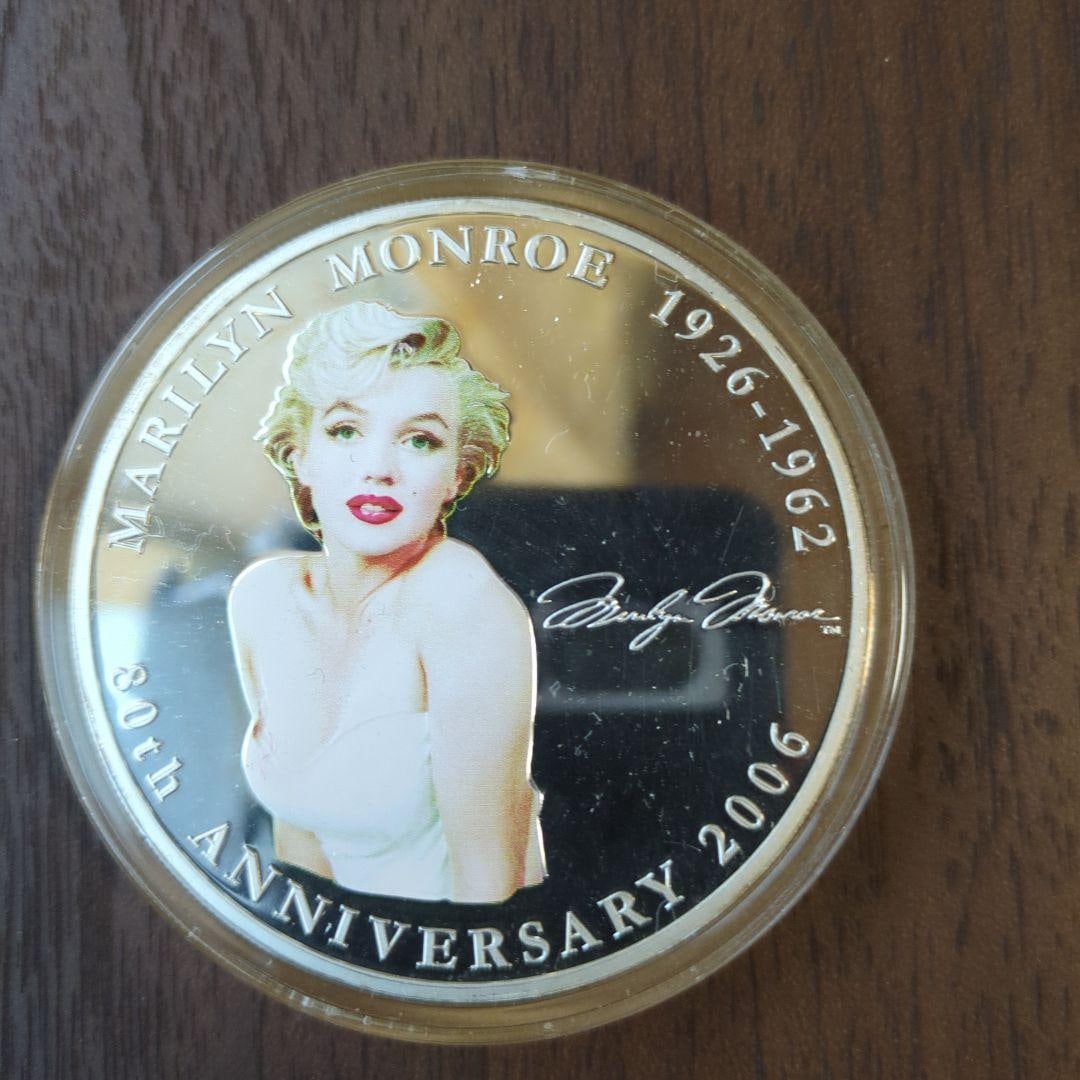 MARILYN MONROE 1926-1962
Marilyn Monroe TM
80th ANNIVERSARY 2006